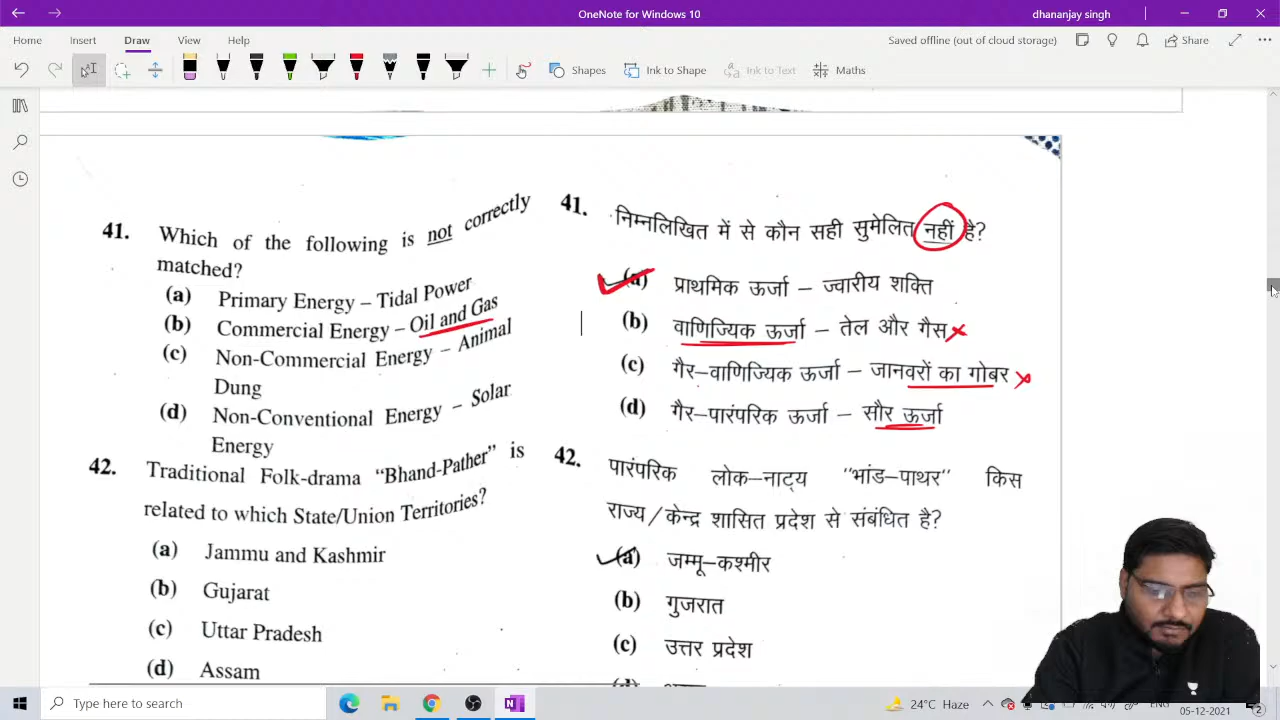 OneNote for Windows 10
dhananjay singh
Home Insert Draw View Help
Saved offline (out of cloud storage)
Share
Shapes
Ink to Shape
Ink to Text
Maths
41. Which of the following is not correctly
matched?
(a) Primary Energy – Tidal Power
(b) Commercial Energy – Oil and Gas
(c) Non-Commercial Energy – Animal
Dung
(d) Non-Conventional Energy – Solar
Energy
42. Traditional Folk-drama "Bhand-Pather" is
related to which State/Union Territories?
(a) Jammu and Kashmir
(b) Gujarat
(c) Uttar Pradesh
(d) Assam
41. निम्नलिखित में से कौन सही सुमेलित नहीं है?
(a) प्राथमिक ऊर्जा – ज्वारीय शक्ति
(b) वाणिज्यिक ऊर्जा – तेल और गैस
(c) गैर–वाणिज्यिक ऊर्जा – जानवरों का गोबर
(d) गैर–पारंपरिक ऊर्जा – सौर ऊर्जा
42. पारंपरिक लोक–नाट्य "भांड–पाथर" किस
राज्य/केन्द्र शासित प्रदेश से संबंधित है?
(a) जम्मू–कश्मीर
(b) गुजरात
(c) उत्तर प्रदेश
Type here to search
24°C Haze
05-12-2021